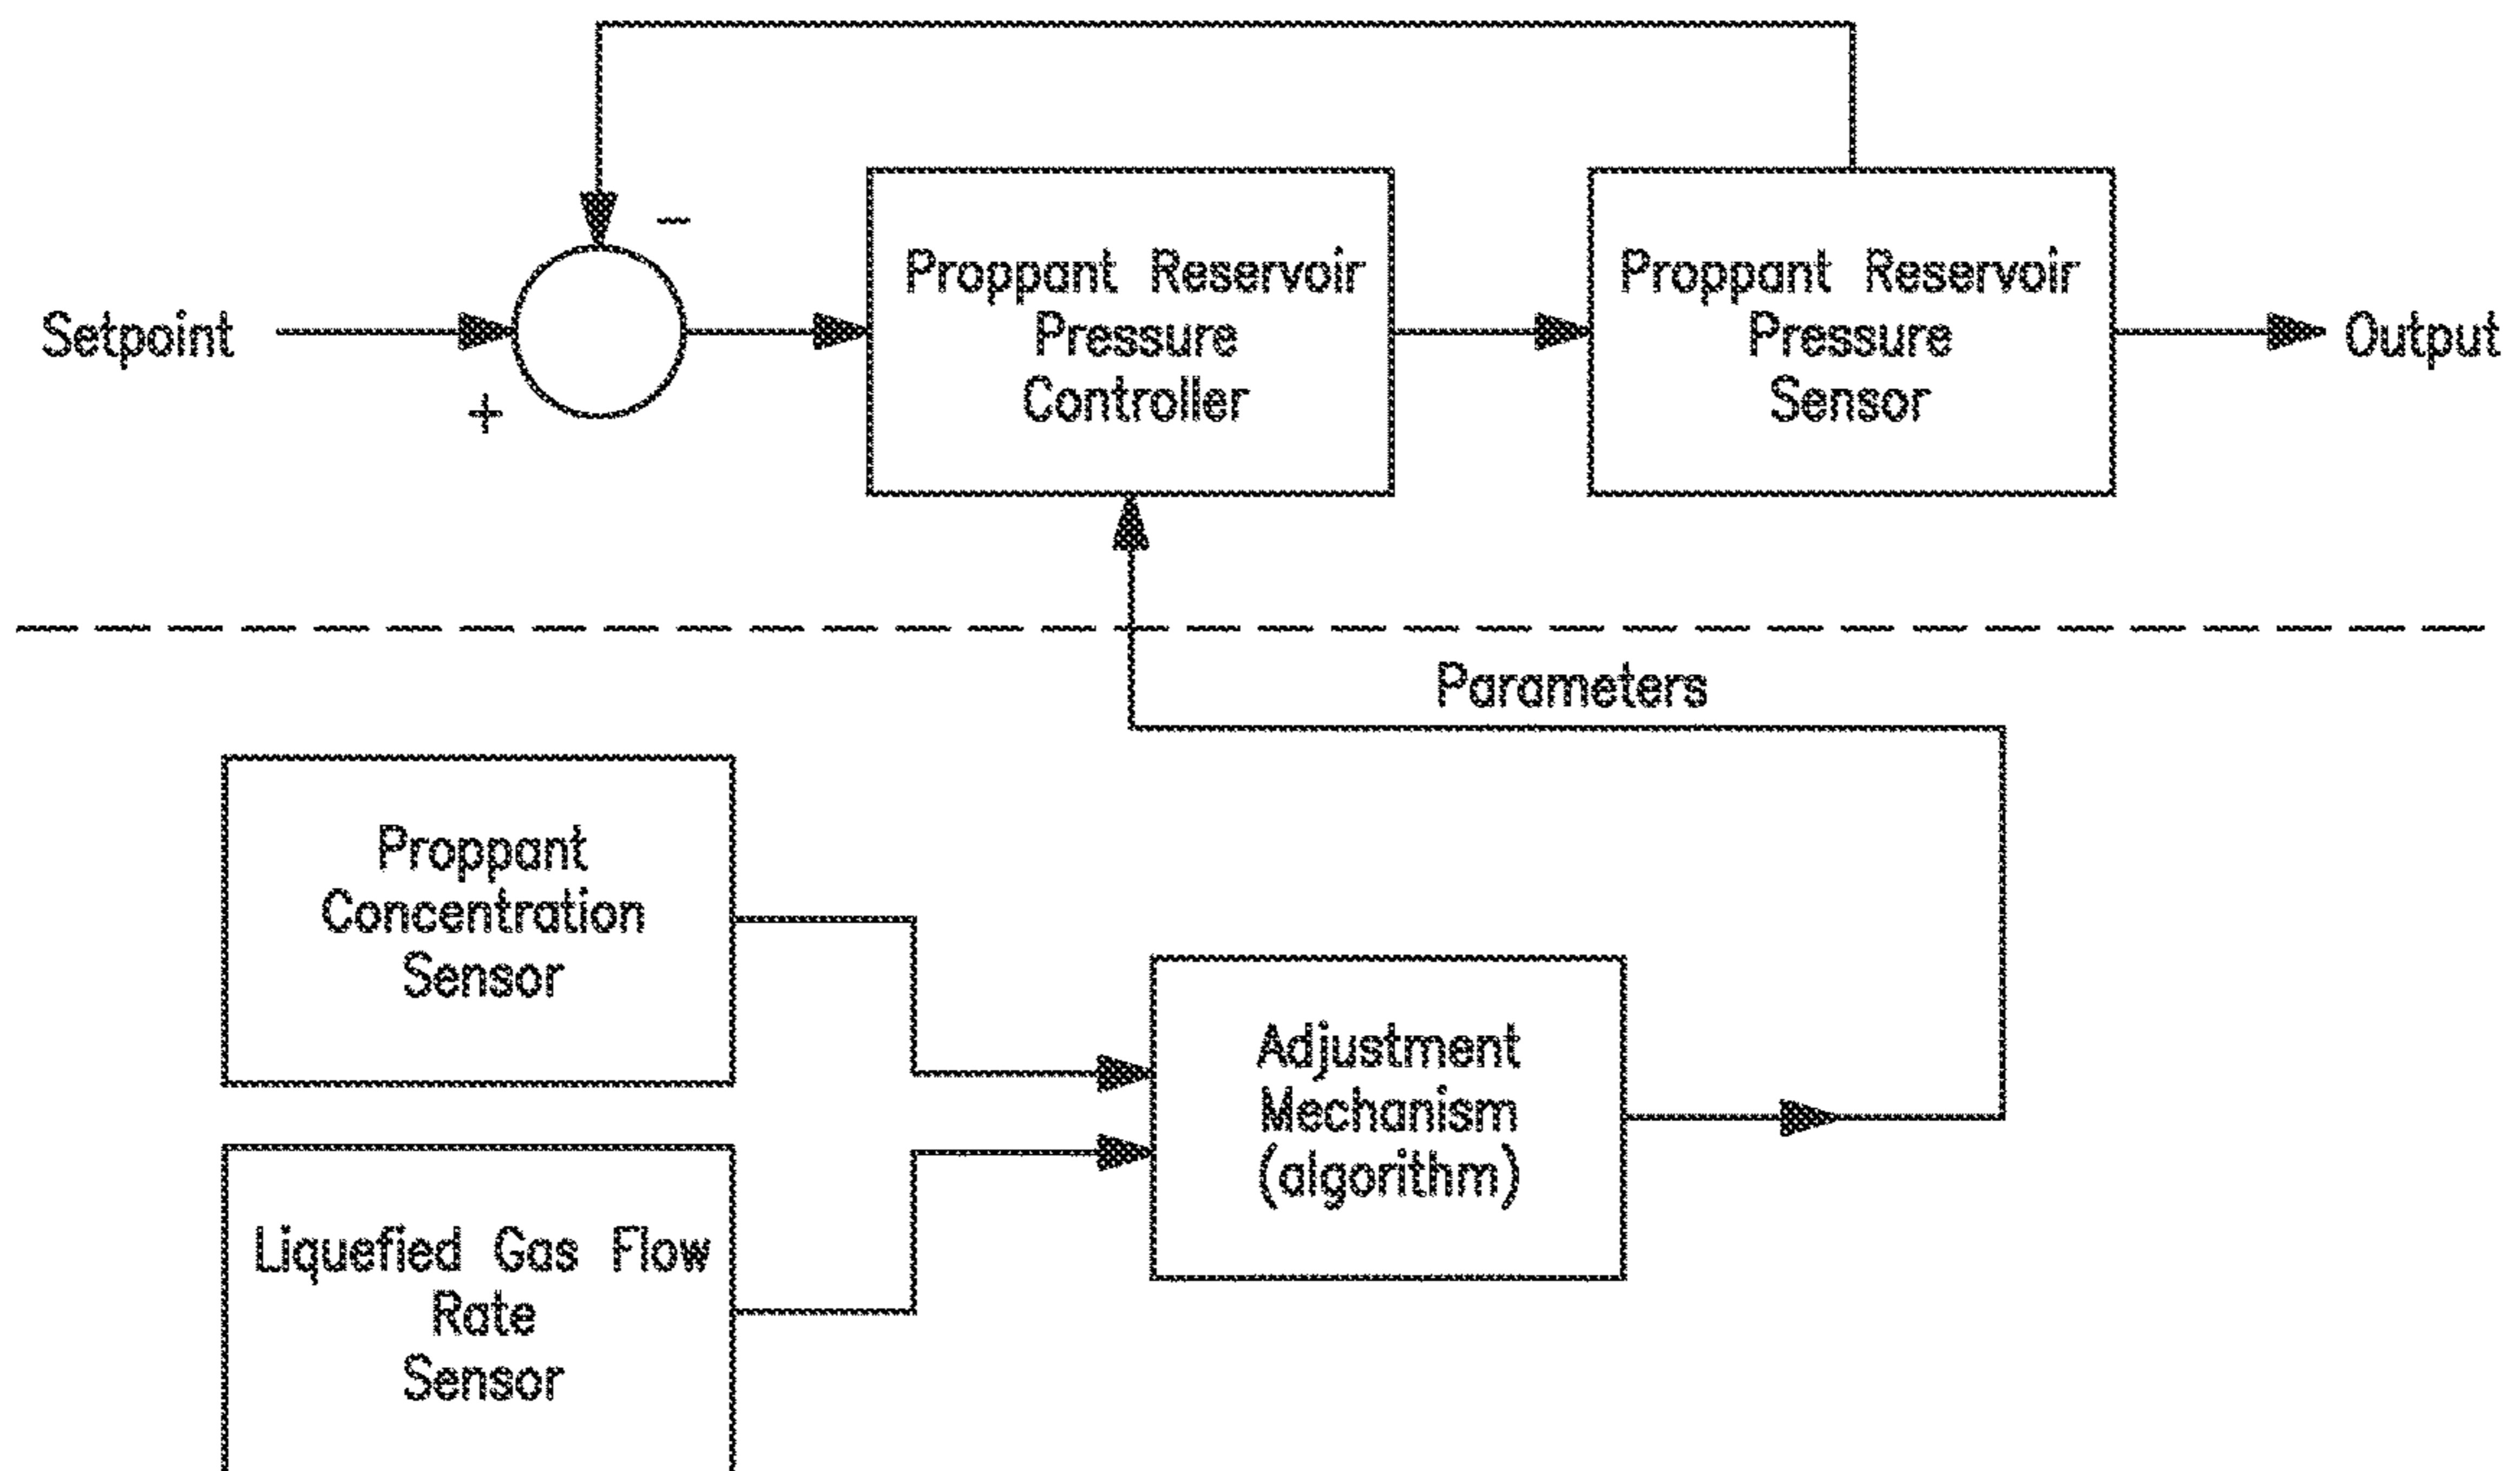 −
Setpoint
+
Proppant Reservoir
Pressure
Controller
Proppant Reservoir
Pressure
Sensor
Output
Parameters
Proppant
Concentration
Sensor
Adjustment
Mechanism
(algorithm)
Liquefied Gas Flow
Rate
Sensor